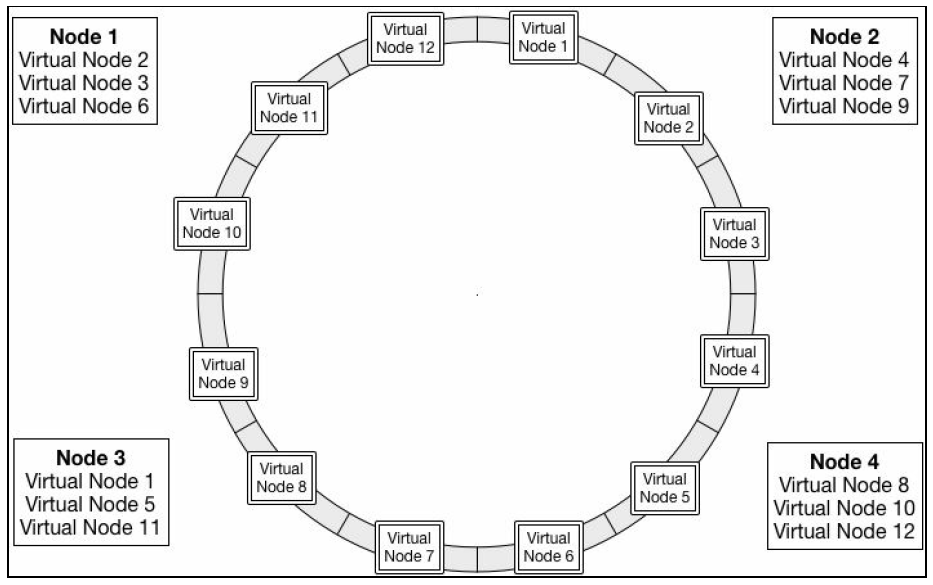 Node 1
Virtual Node 2
Virtual Node 3
Virtual Node 6
Virtual
Node 12
Virtual
Node 1
Node 2
Virtual Node 4
Virtual Node 7
Virtual Node 9
Virtual
Node 11
Virtual
Node 2
Virtual
Node 10
Virtual
Node 3
Virtual
Node 9
Virtual
Node 4
Virtual
Node 8
Virtual
Node 5
Virtual
Node 7
Virtual
Node 6
Node 3
Virtual Node 1
Virtual Node 5
Virtual Node 11
Node 4
Virtual Node 8
Virtual Node 10
Virtual Node 12